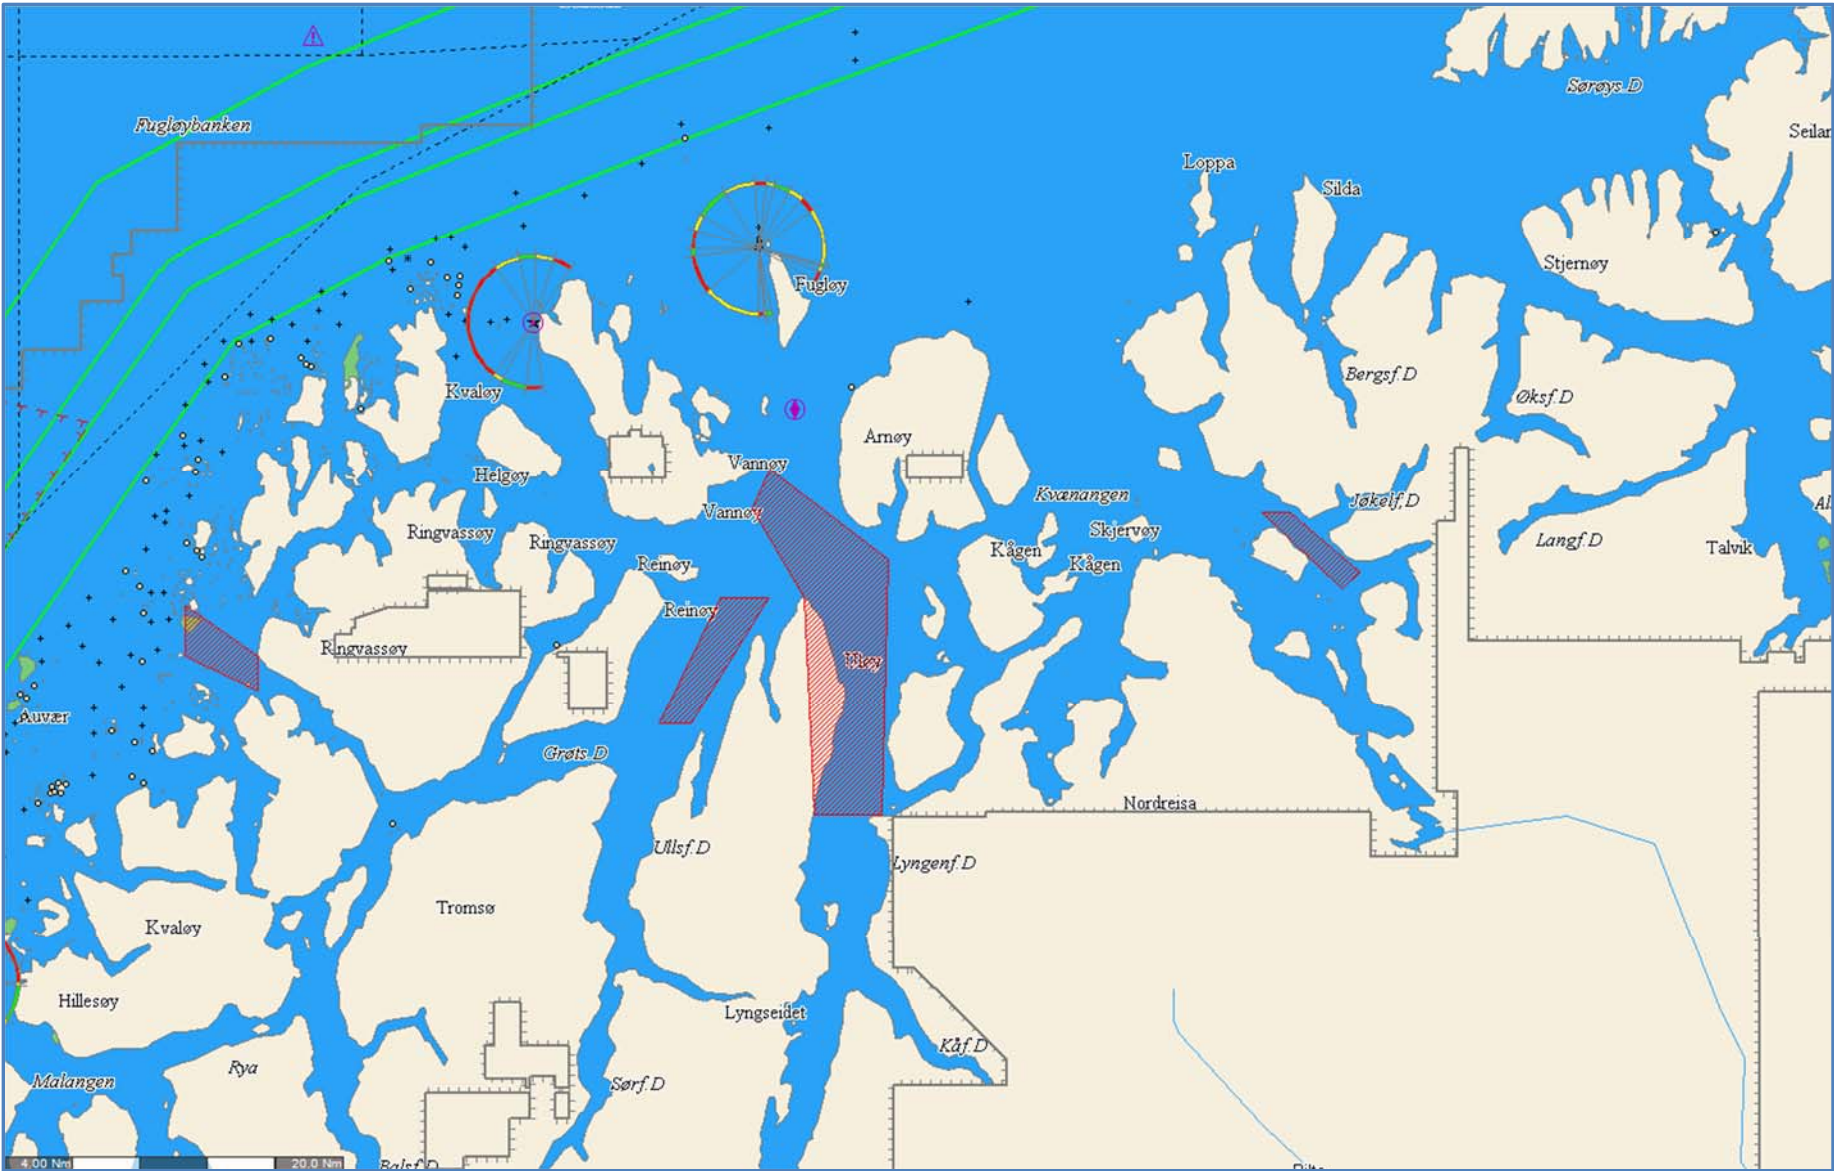 Sørøys.D
Fugløybanken
Seilan
Loppa
Silda
Stjernøy
Fugløy
Bergsf.D
Kvaløy
Øksf.D
Arnøy
Vannøy
Helgøy
Kvænangen
Jøkelf,D
Vannøy
Skjervøy
Ringvassøy
Ringvassøy
Langf.D
Talvik
Kågen
Kågen
Reinøy
Reinøy
Ringvassøy
Uløy
Auvær
Grøts.D
Nordreisa
Ullsf.D
Lyngenf.D
Tromsø
Kvaløy
Hillesøy
Lyngseidet
Kåf.D
Rya
Malangen
Sørf.D
4.00 Nm
20.0 Nm
Balsf.D